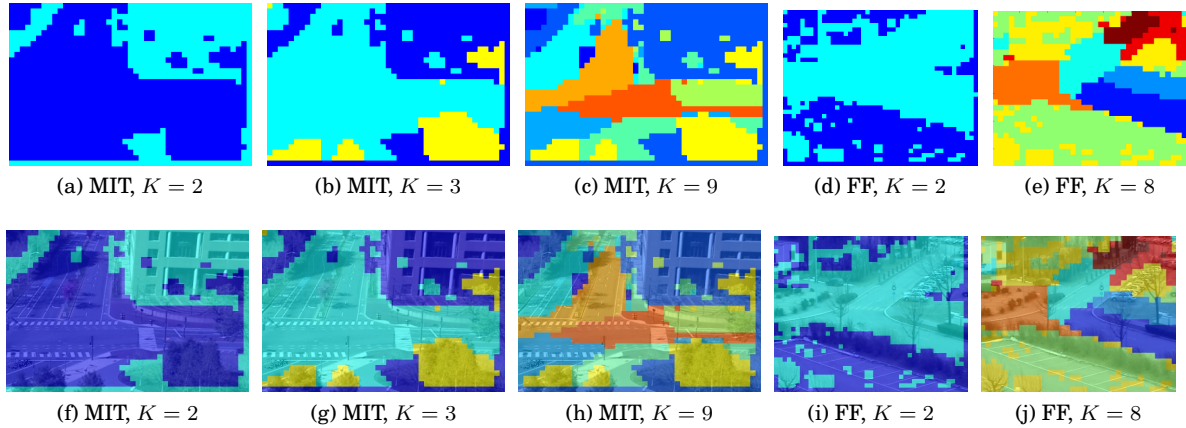 (a) MIT, K = 2
(b) MIT, K = 3
(c) MIT, K = 9
(d) FF, K = 2
(e) FF, K = 8
(f) MIT, K = 2
(g) MIT, K = 3
(h) MIT, K = 9
(i) FF, K = 2
(j) FF, K = 8